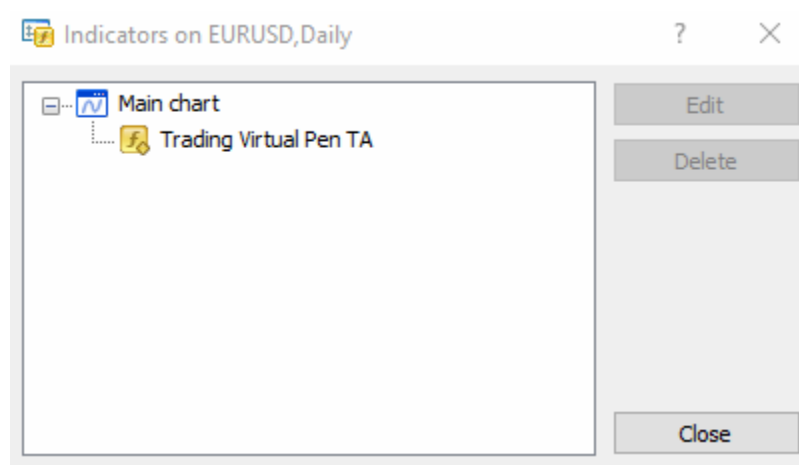 Indicators on EURUSD,Daily
Main chart
Trading Virtual Pen TA
Edit
Delete
Close